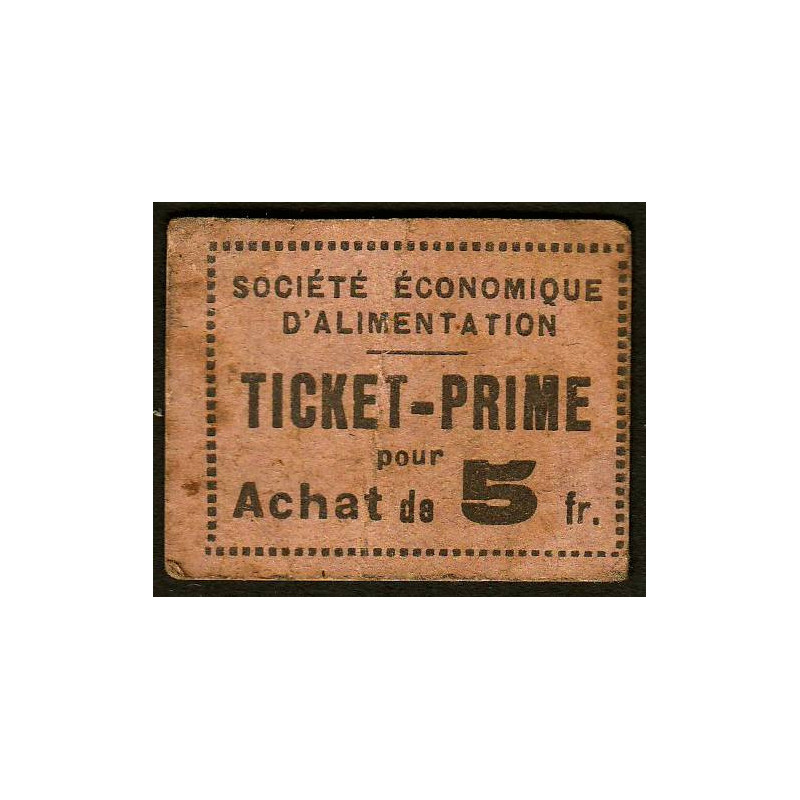 SOCIÉTÉ ÉCONOMIQUE
D'ALIMENTATION
TICKET-PRIME
pour
Achat de 5 fr.